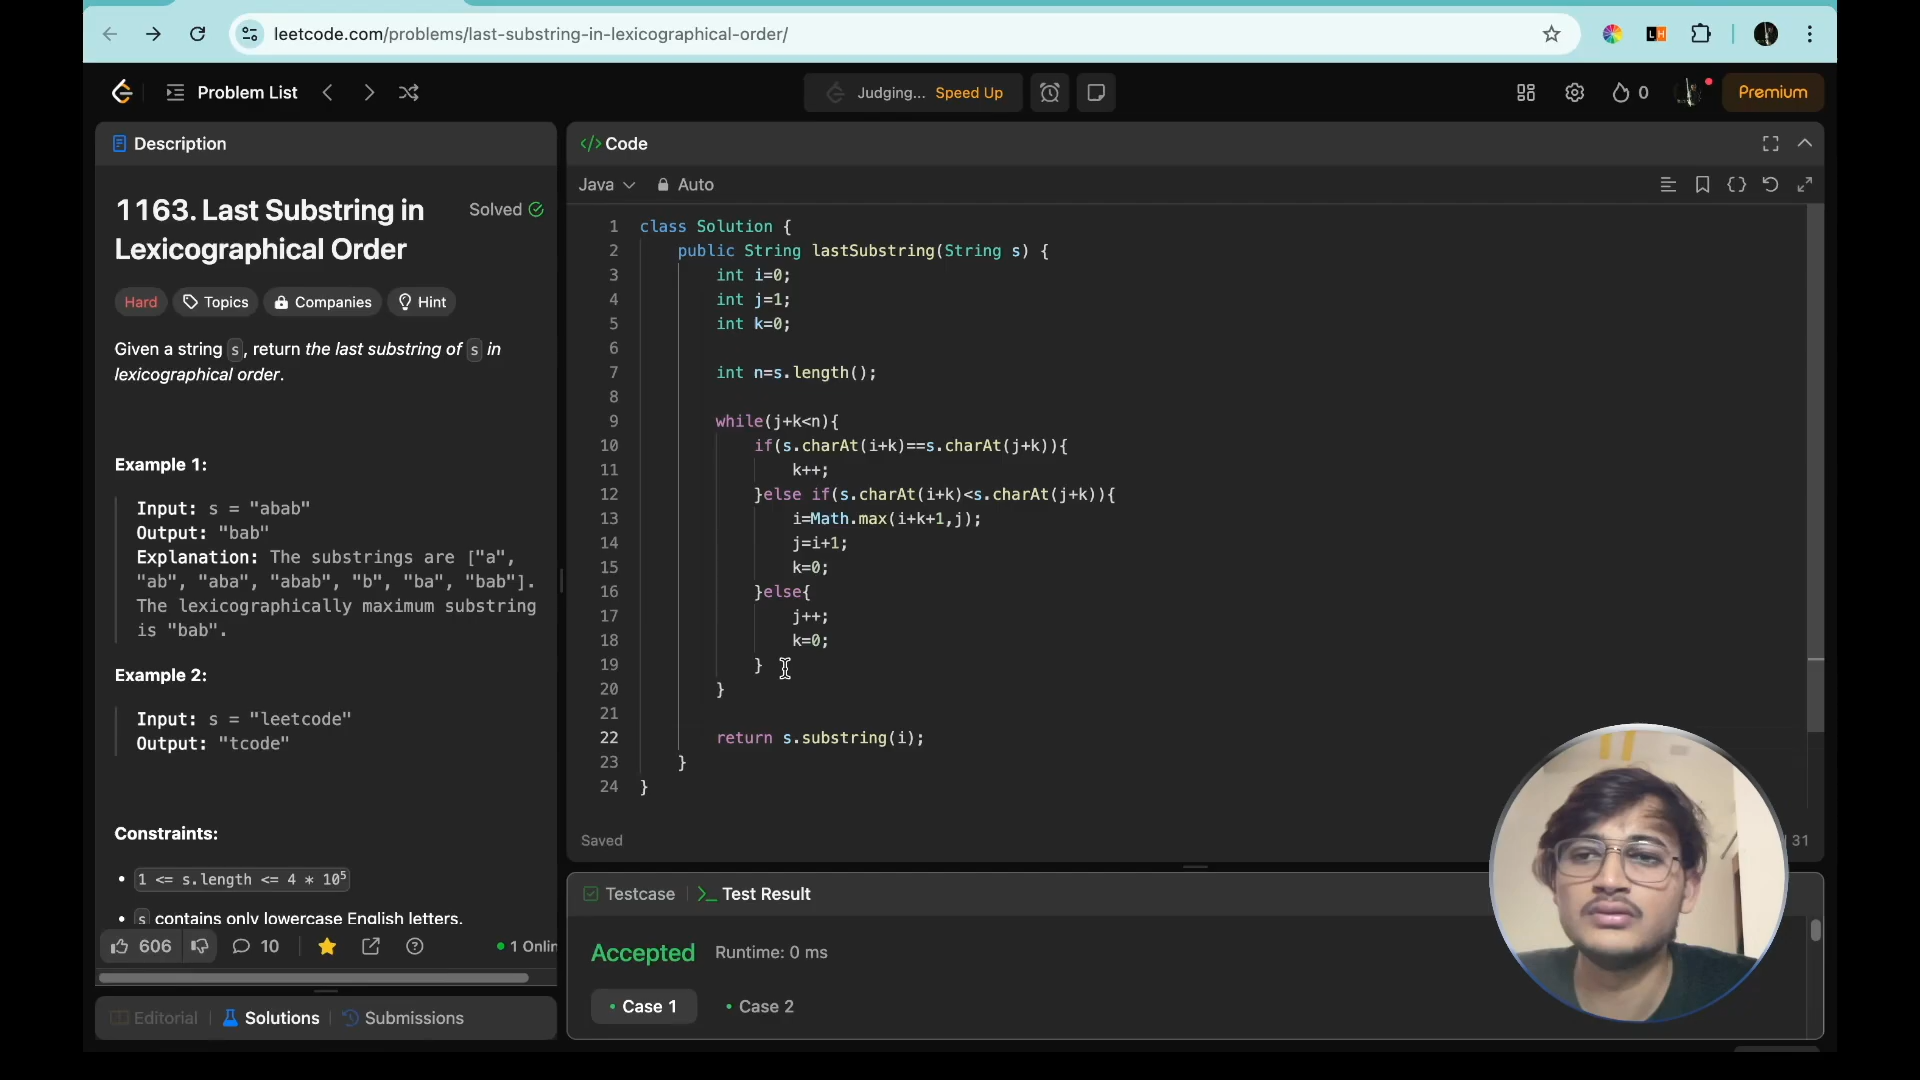 leetcode.com/problems/last-substring-in-lexicographical-order/
Problem List
Judging... Speed Up
0
Premium
Description
1163. Last Substring in
Lexicographical Order
Solved
Hard Topics Companies Hint
Given a string s, return the last substring of s in
lexicographical order.
Example 1:
Input: s = "abab"
Output: "bab"
Explanation: The substrings are ["a",
"ab", "aba", "abab", "b", "ba", "bab"].
The lexicographically maximum substring
is "bab".
Example 2:
Input: s = "leetcode"
Output: "tcode"
Constraints:
• 1 <= s.length <= 4 * 10⁵
• s contains only lowercase English letters.
606 10 1 Onlin
Editorial Solutions Submissions
</> Code
Java Auto
1 class Solution {
2 public String lastSubstring(String s) {
3 int i=0;
4 int j=1;
5 int k=0;
6
7 int n=s.length();
8
9 while(j+k<n){
10 if(s.charAt(i+k)==s.charAt(j+k)){
11 k++;
12 }else if(s.charAt(i+k)<s.charAt(j+k)){
13 i=Math.max(i+k+1,j);
14 j=i+1;
15 k=0;
16 }else{
17 j++;
18 k=0;
19 }
20 }
21
22 return s.substring(i);
23 }
24 }
Saved
31
Testcase >_ Test Result
Accepted Runtime: 0 ms
• Case 1 • Case 2